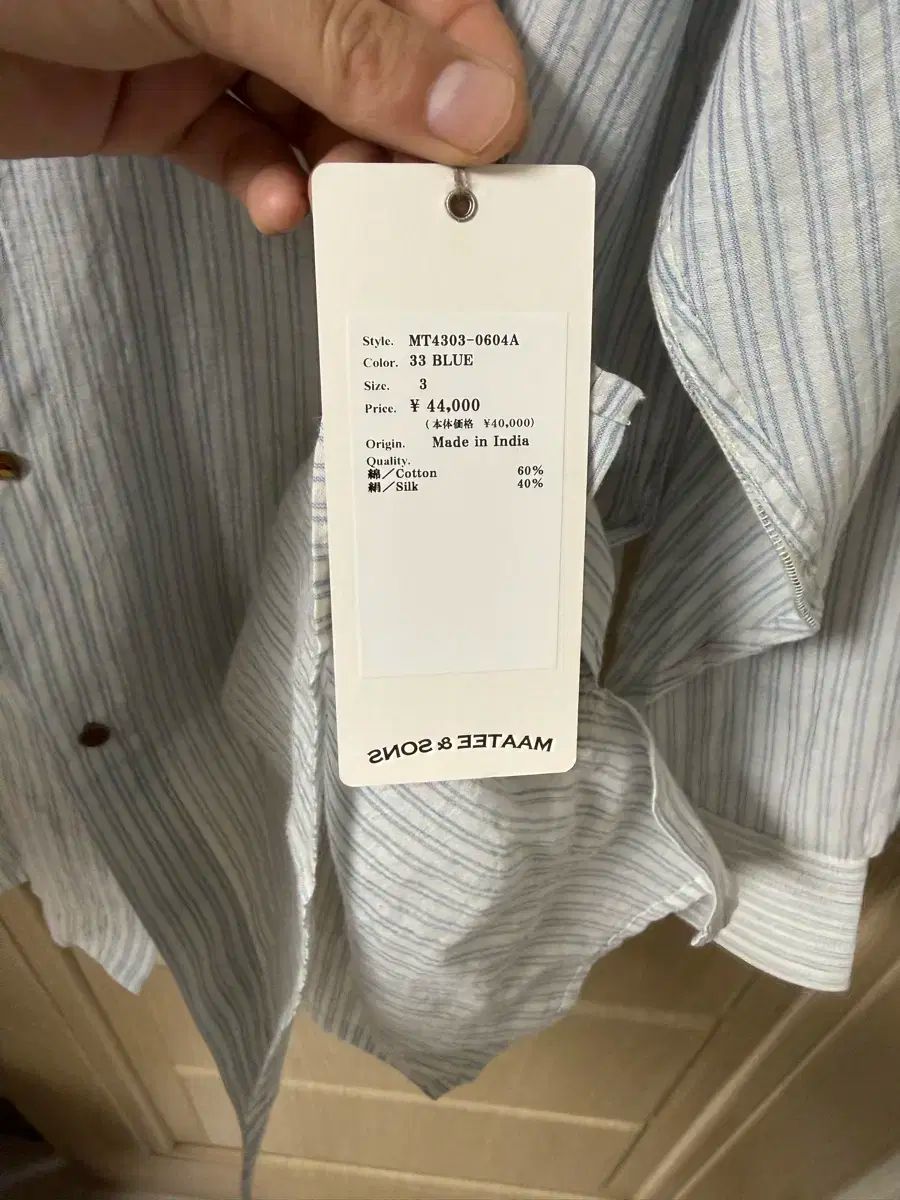 Style. MT4303-0604A
Color. 33 BLUE
Size. 3
Price. ¥ 44,000
(本体価格 ¥40,000)
Origin. Made in India
Quality.
綿／Cotton 60%
絹／Silk 40%
MAATEE & SONS